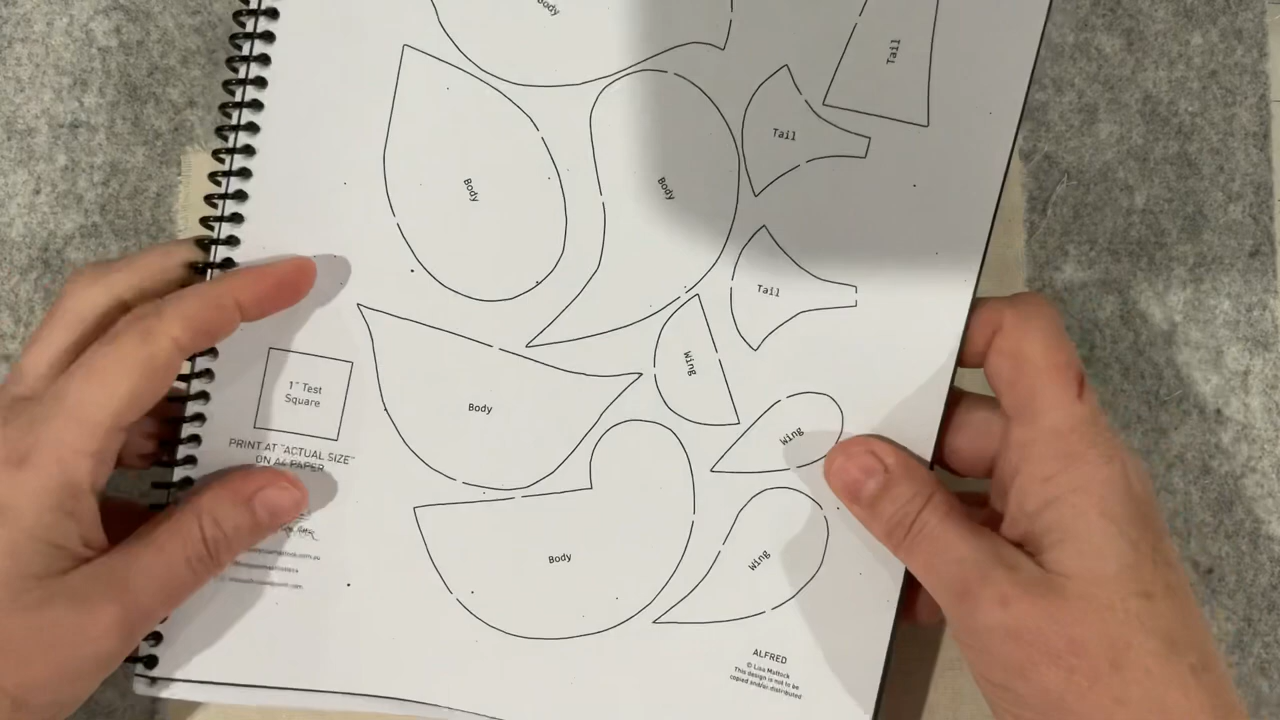 Body
Tail
Tail
Body
Body
Tail
Wing
1" Test
Square
Body
Wing
PRINT AT "ACTUAL SIZE"
ON A4 PAPER
Body
Wing
ALFRED
© Lisa Mattock
This design is not to be
copied and/or distributed